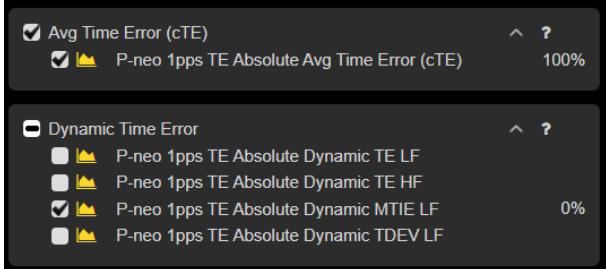 Avg Time Error (cTE) ?
P-neo 1pps TE Absolute Avg Time Error (cTE) 100%
Dynamic Time Error ?
P-neo 1pps TE Absolute Dynamic TE LF
P-neo 1pps TE Absolute Dynamic TE HF
P-neo 1pps TE Absolute Dynamic MTIE LF 0%
P-neo 1pps TE Absolute Dynamic TDEV LF